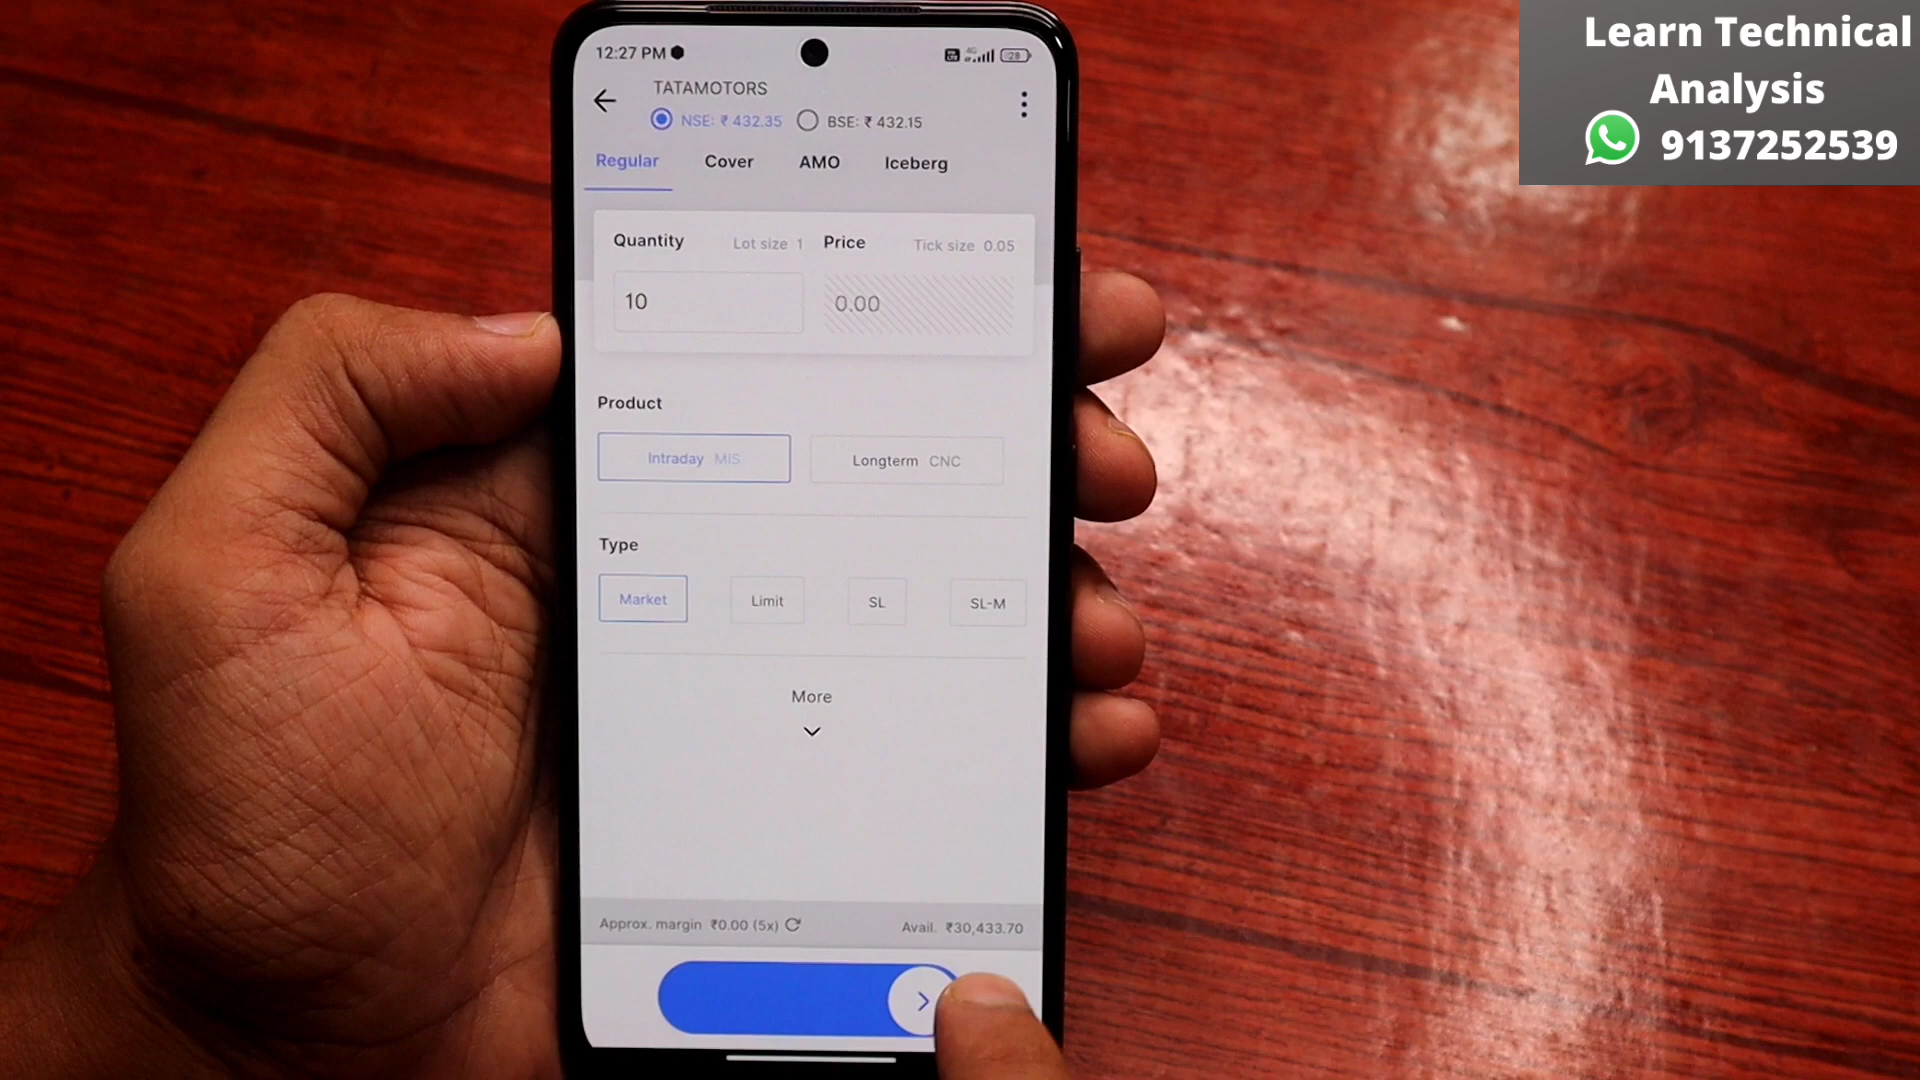 Learn Technical
Analysis
9137252539
12:27 PM
4G
28
TATAMOTORS
NSE: ₹ 432.35 BSE: ₹ 432.15
Regular Cover AMO Iceberg
Quantity Lot size 1 Price Tick size 0.05
10 0.00
Product
Intraday MIS Longterm CNC
Type
Market Limit SL SL-M
More
Approx. margin ₹0.00 (5x) Avail. ₹30,433.70